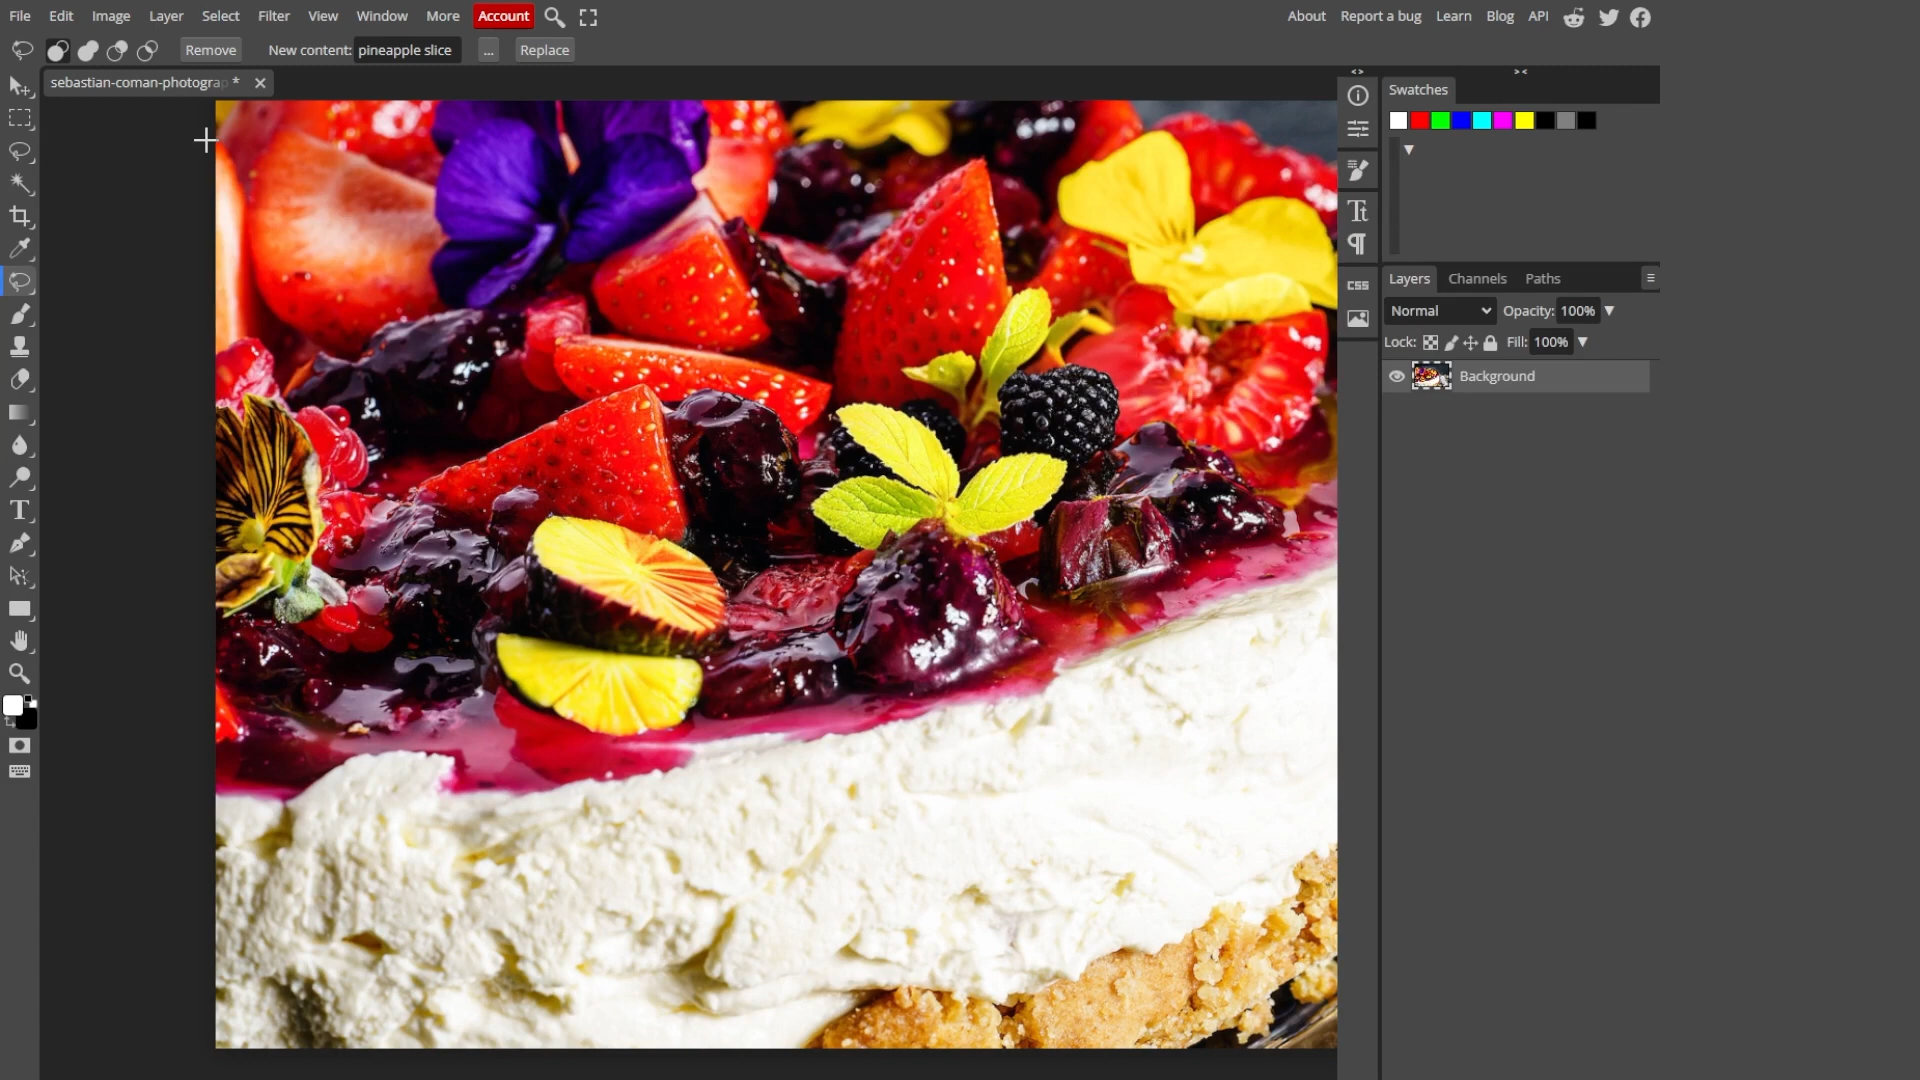 File Edit Image Layer Select Filter View Window More Account About Report a bug Learn Blog API
Remove New content: pineapple slice ... Replace
sebastian-coman-photograp *
Swatches
Layers Channels Paths
Normal Opacity: 100%
Lock: Fill: 100%
Background
CSS